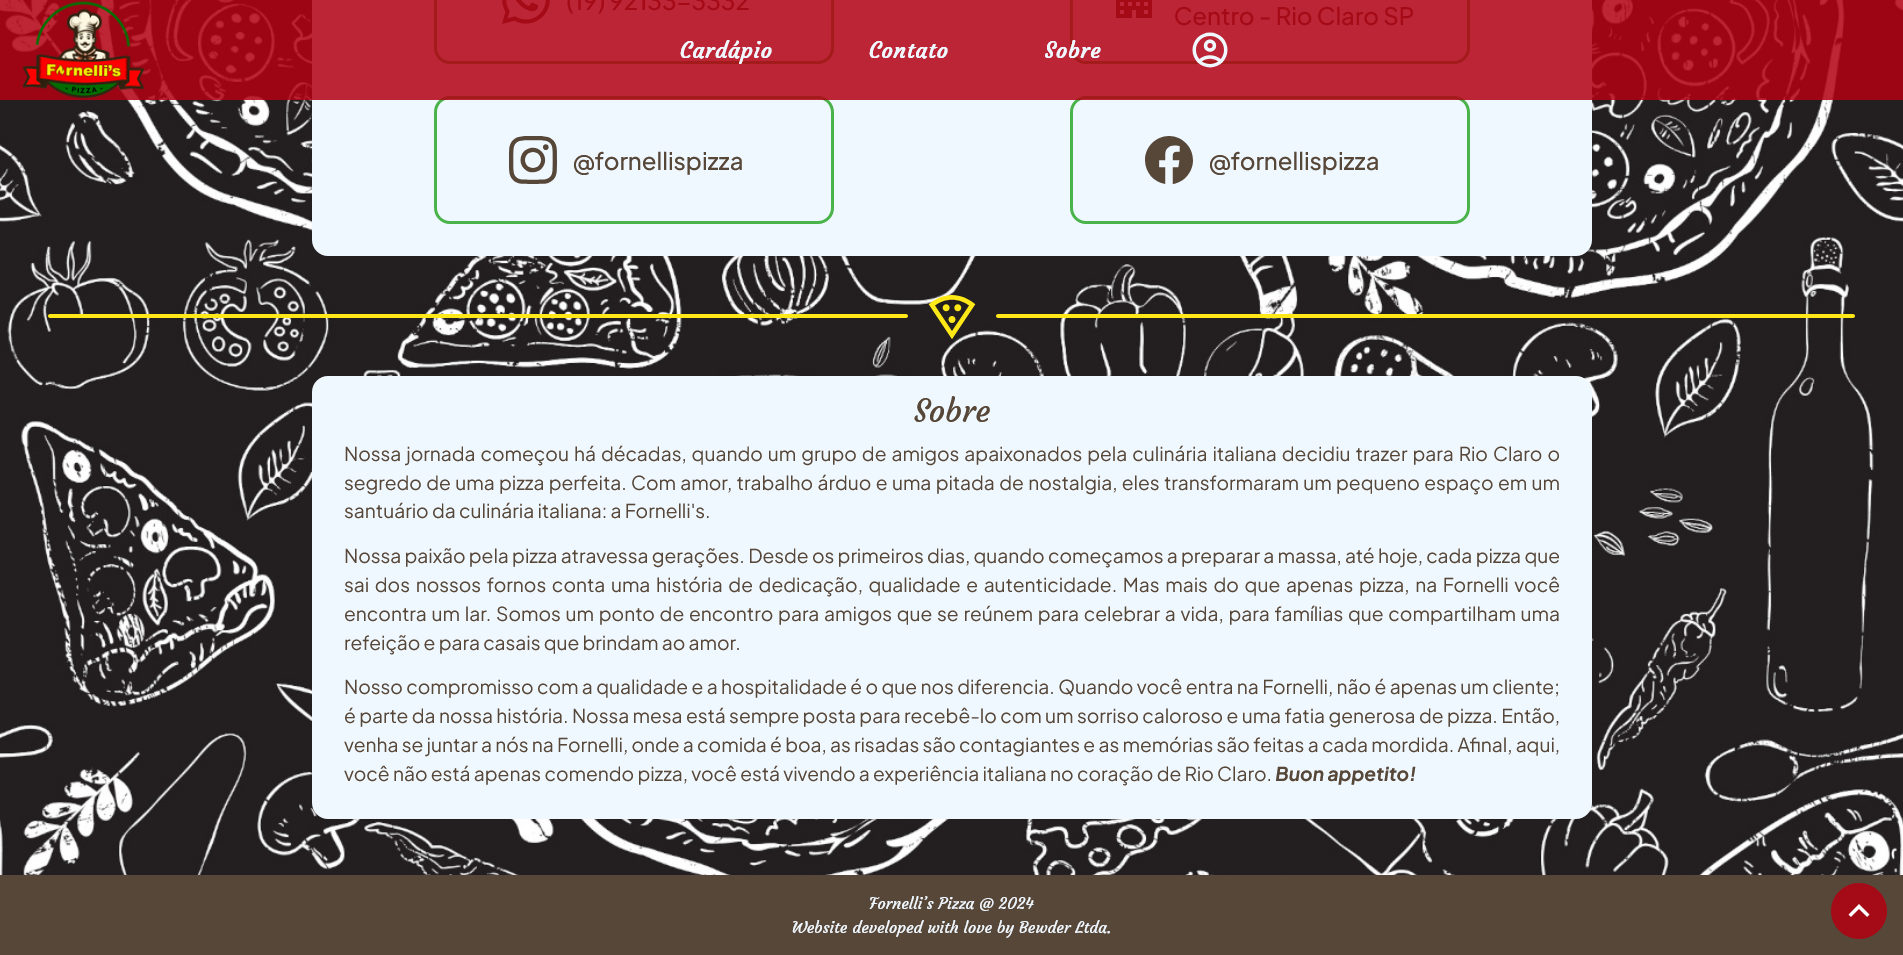 Fornelli's
PIZZA
Cardápio
Contato
Sobre
(19) 92133-3332
Centro - Rio Claro SP
@fornellispizza
@fornellispizza
Sobre
Nossa jornada começou há décadas, quando um grupo de amigos apaixonados pela culinária italiana decidiu trazer para Rio Claro o
segredo de uma pizza perfeita. Com amor, trabalho árduo e uma pitada de nostalgia, eles transformaram um pequeno espaço em um
santuário da culinária italiana: a Fornelli's.
Nossa paixão pela pizza atravessa gerações. Desde os primeiros dias, quando começamos a preparar a massa, até hoje, cada pizza que
sai dos nossos fornos conta uma história de dedicação, qualidade e autenticidade. Mas mais do que apenas pizza, na Fornelli você
encontra um lar. Somos um ponto de encontro para amigos que se reúnem para celebrar a vida, para famílias que compartilham uma
refeição e para casais que brindam ao amor.
Nosso compromisso com a qualidade e a hospitalidade é o que nos diferencia. Quando você entra na Fornelli, não é apenas um cliente;
é parte da nossa história. Nossa mesa está sempre posta para recebê-lo com um sorriso caloroso e uma fatia generosa de pizza. Então,
venha se juntar a nós na Fornelli, onde a comida é boa, as risadas são contagiantes e as memórias são feitas a cada mordida. Afinal, aqui,
você não está apenas comendo pizza, você está vivendo a experiência italiana no coração de Rio Claro. Buon appetito!
Fornelli's Pizza @ 2024
Website developed with love by Bewder Ltda.